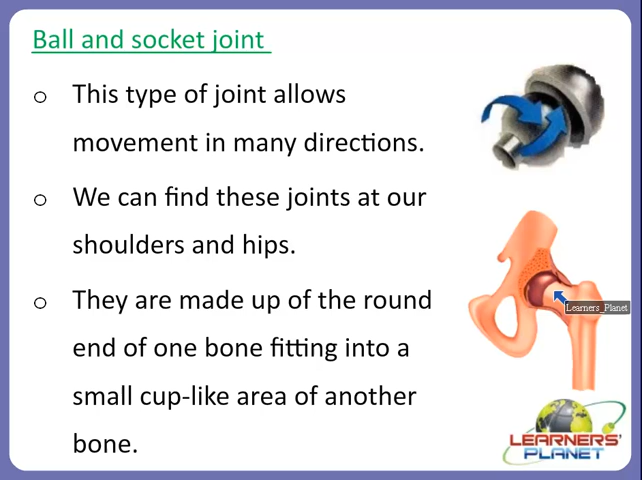 Ball and socket joint
o This type of joint allows
movement in many directions.
o We can find these joints at our
shoulders and hips.
o They are made up of the round
end of one bone fitting into a
small cup-like area of another
bone.
Learners_Planet
LEARNERS'
PLANET